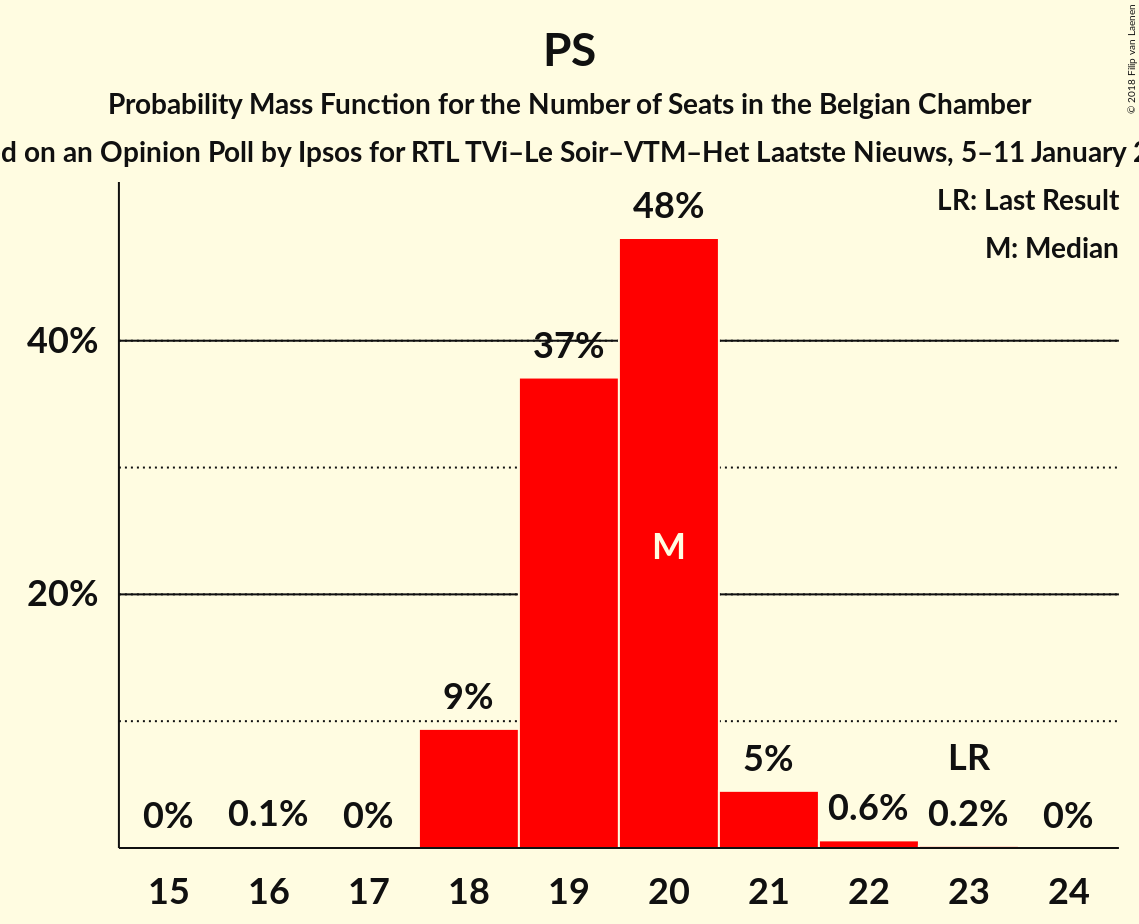 PS
Probability Mass Function for the Number of Seats in the Belgian Chamber
d on an Opinion Poll by Ipsos for RTL TVi–Le Soir–VTM–Het Laatste Nieuws, 5–11 January 2
© 2018 Filip van Laenen
LR: Last Result
M: Median
48%
40%
37%
M
20%
9%
LR
5%
0% 0.1% 0% 0.6% 0.2% 0%
15 16 17 18 19 20 21 22 23 24